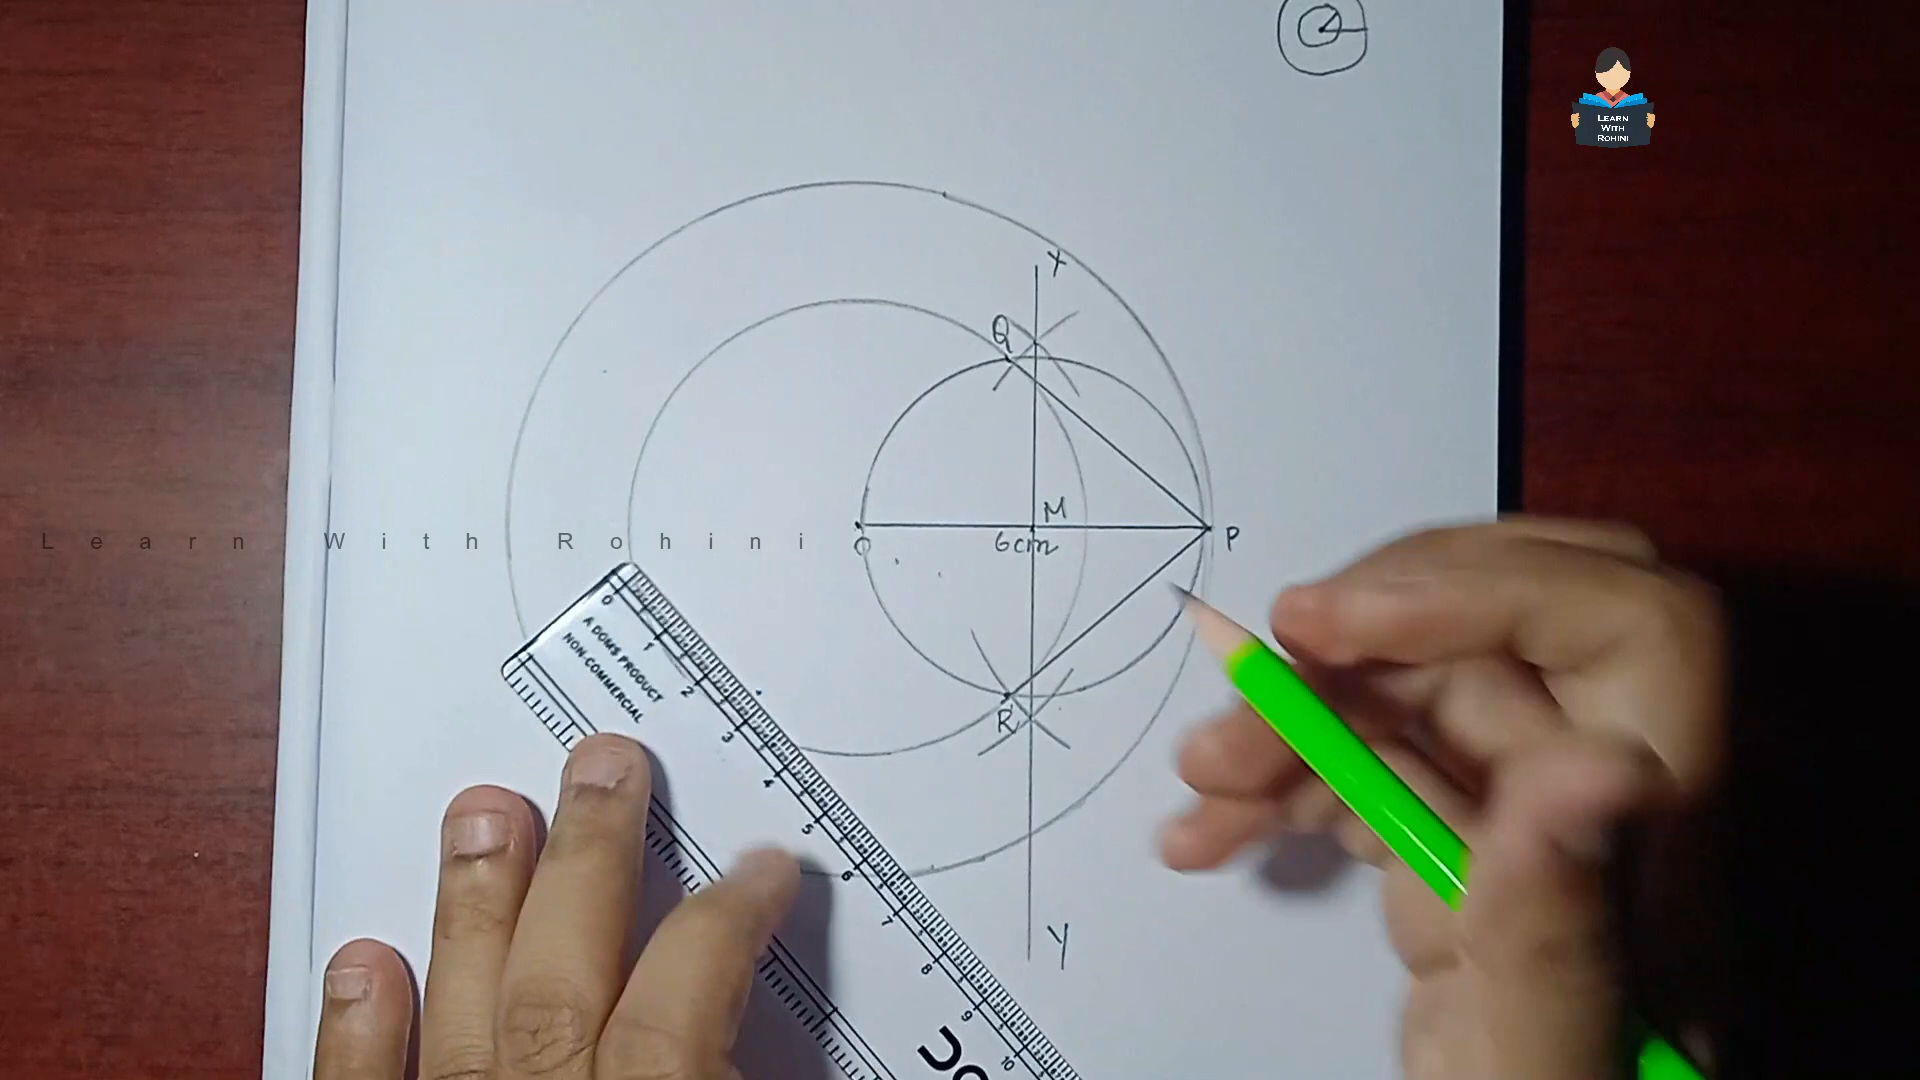 LEARN
WITH
ROHINI
X
Q
M
O
6cm
P
Learn With Rohini
0
1
2
3
4
5
6
7
8
9
10
A DOMS PRODUCT
NON-COMMERCIAL
R
Y